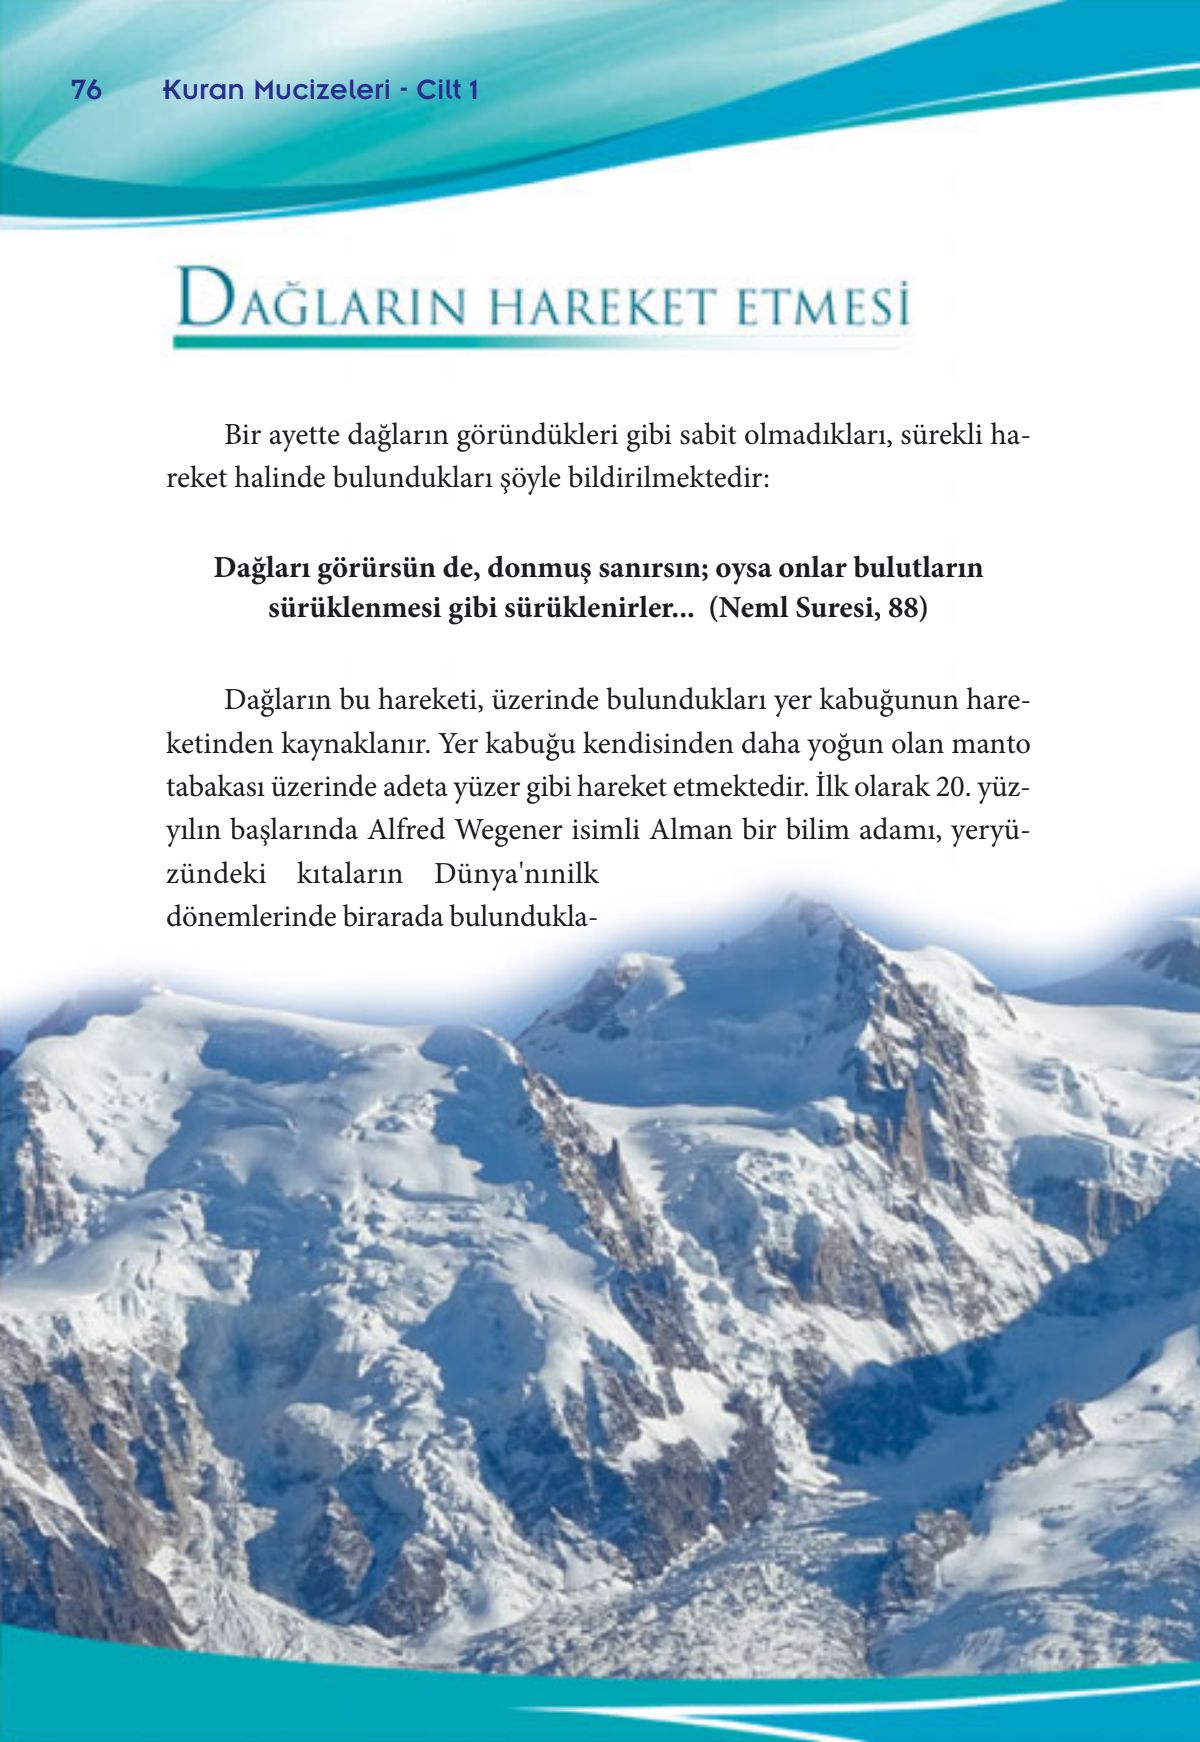 76 Kuran Mucizeleri - Cilt 1
DAĞLARIN HAREKET ETMESİ
Bir ayette dağların göründükleri gibi sabit olmadıkları, sürekli ha-
reket halinde bulundukları şöyle bildirilmektedir:
Dağları görürsün de, donmuş sanırsın; oysa onlar bulutların
sürüklenmesi gibi sürüklenirler... (Neml Suresi, 88)
Dağların bu hareketi, üzerinde bulundukları yer kabuğunun hare-
ketinden kaynaklanır. Yer kabuğu kendisinden daha yoğun olan manto
tabakası üzerinde adeta yüzer gibi hareket etmektedir. İlk olarak 20. yüz-
yılın başlarında Alfred Wegener isimli Alman bir bilim adamı, yeryü-
zündeki kıtaların Dünya'nınilk
dönemlerinde birarada bulundukla-